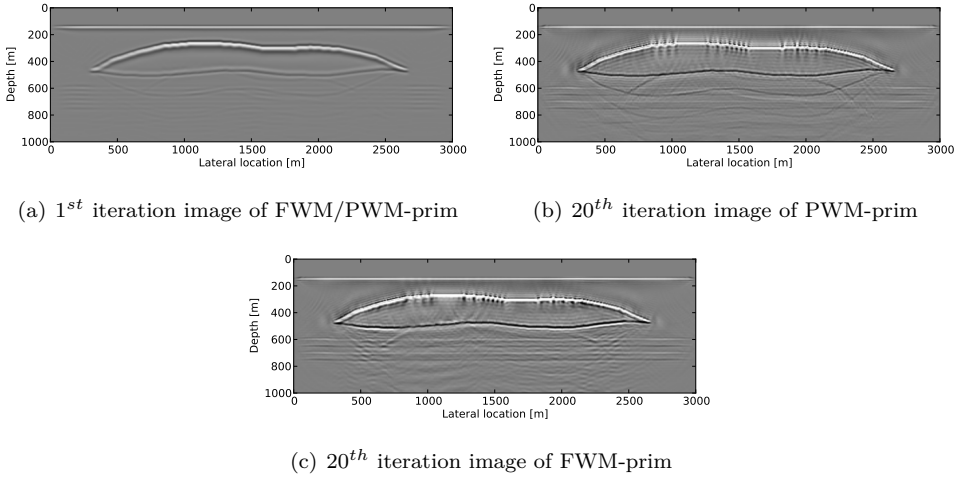 0
200
400
600
800
1000
Depth [m]
0 500 1000 1500 2000 2500 3000
Lateral location [m]
(a) 1st iteration image of FWM/PWM-prim
0
200
400
600
800
1000
Depth [m]
0 500 1000 1500 2000 2500 3000
Lateral location [m]
(b) 20th iteration image of PWM-prim
0
200
400
600
800
1000
Depth [m]
0 500 1000 1500 2000 2500 3000
Lateral location [m]
(c) 20th iteration image of FWM-prim